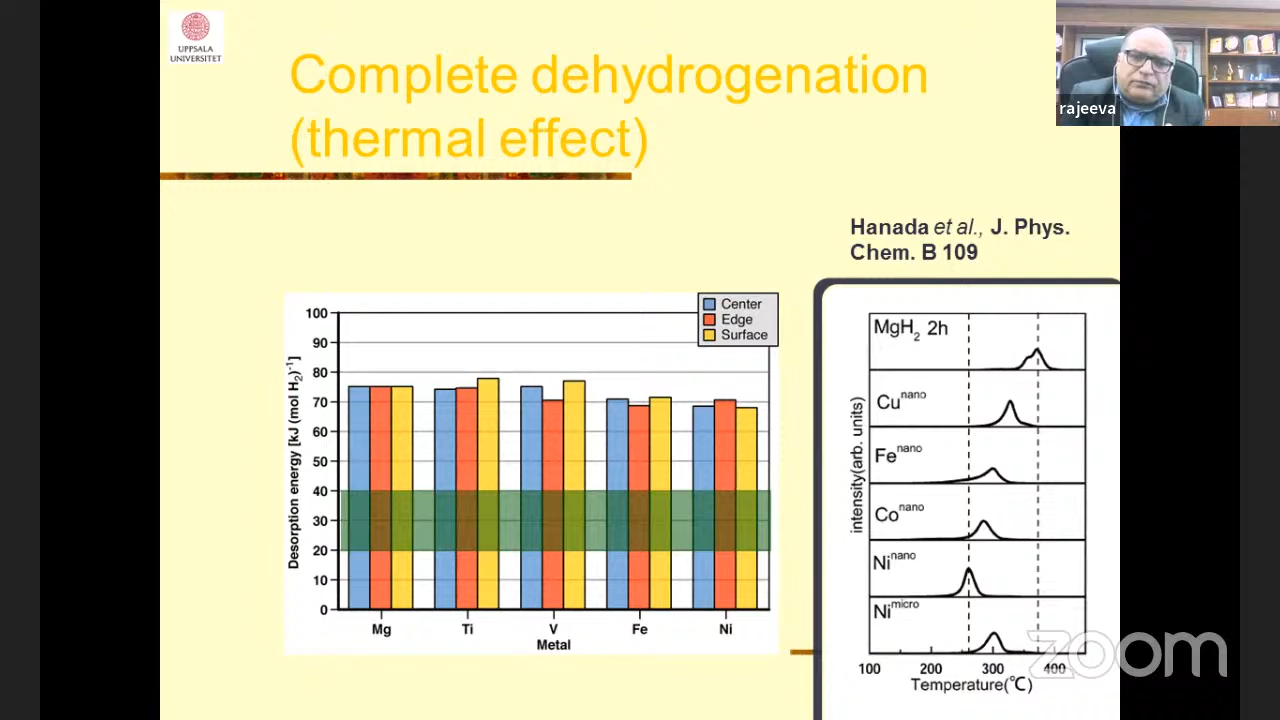 UPPSALA
UNIVERSITET
Complete dehydrogenation
(thermal effect)
rajeeva
Hanada et al., J. Phys.
Chem. B 109
Center
Edge
Surface
100
90
80
70
60
50
40
30
20
10
0
Desorption energy [kJ (mol H₂)⁻¹]
Mg Ti V Fe Ni
Metal
MgH₂ 2h
Cu nano
Fe nano
Co nano
Ni nano
Ni micro
intensity(arb. units)
100 200 300 400
Temperature(℃)
zoom